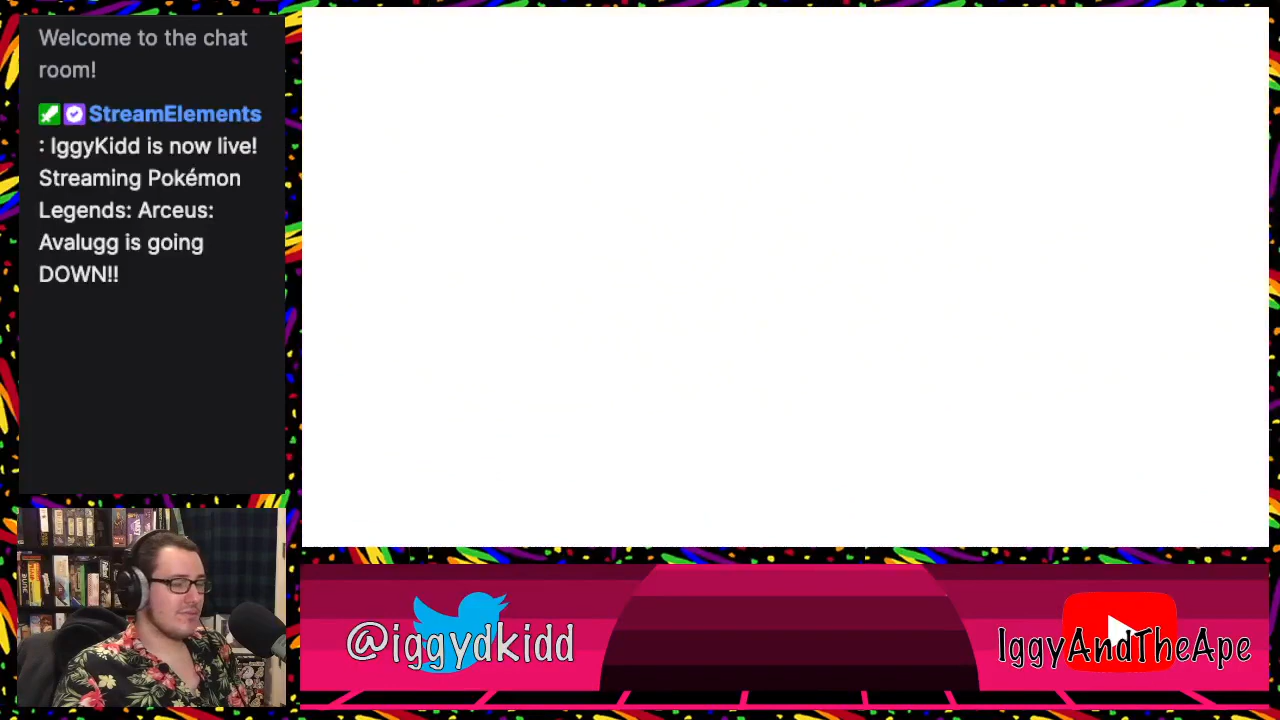 Welcome to the chat
room!
StreamElements
: IggyKidd is now live!
Streaming Pokémon
Legends: Arceus:
Avalugg is going
DOWN!!
@iggydkidd
IggyAndTheApe